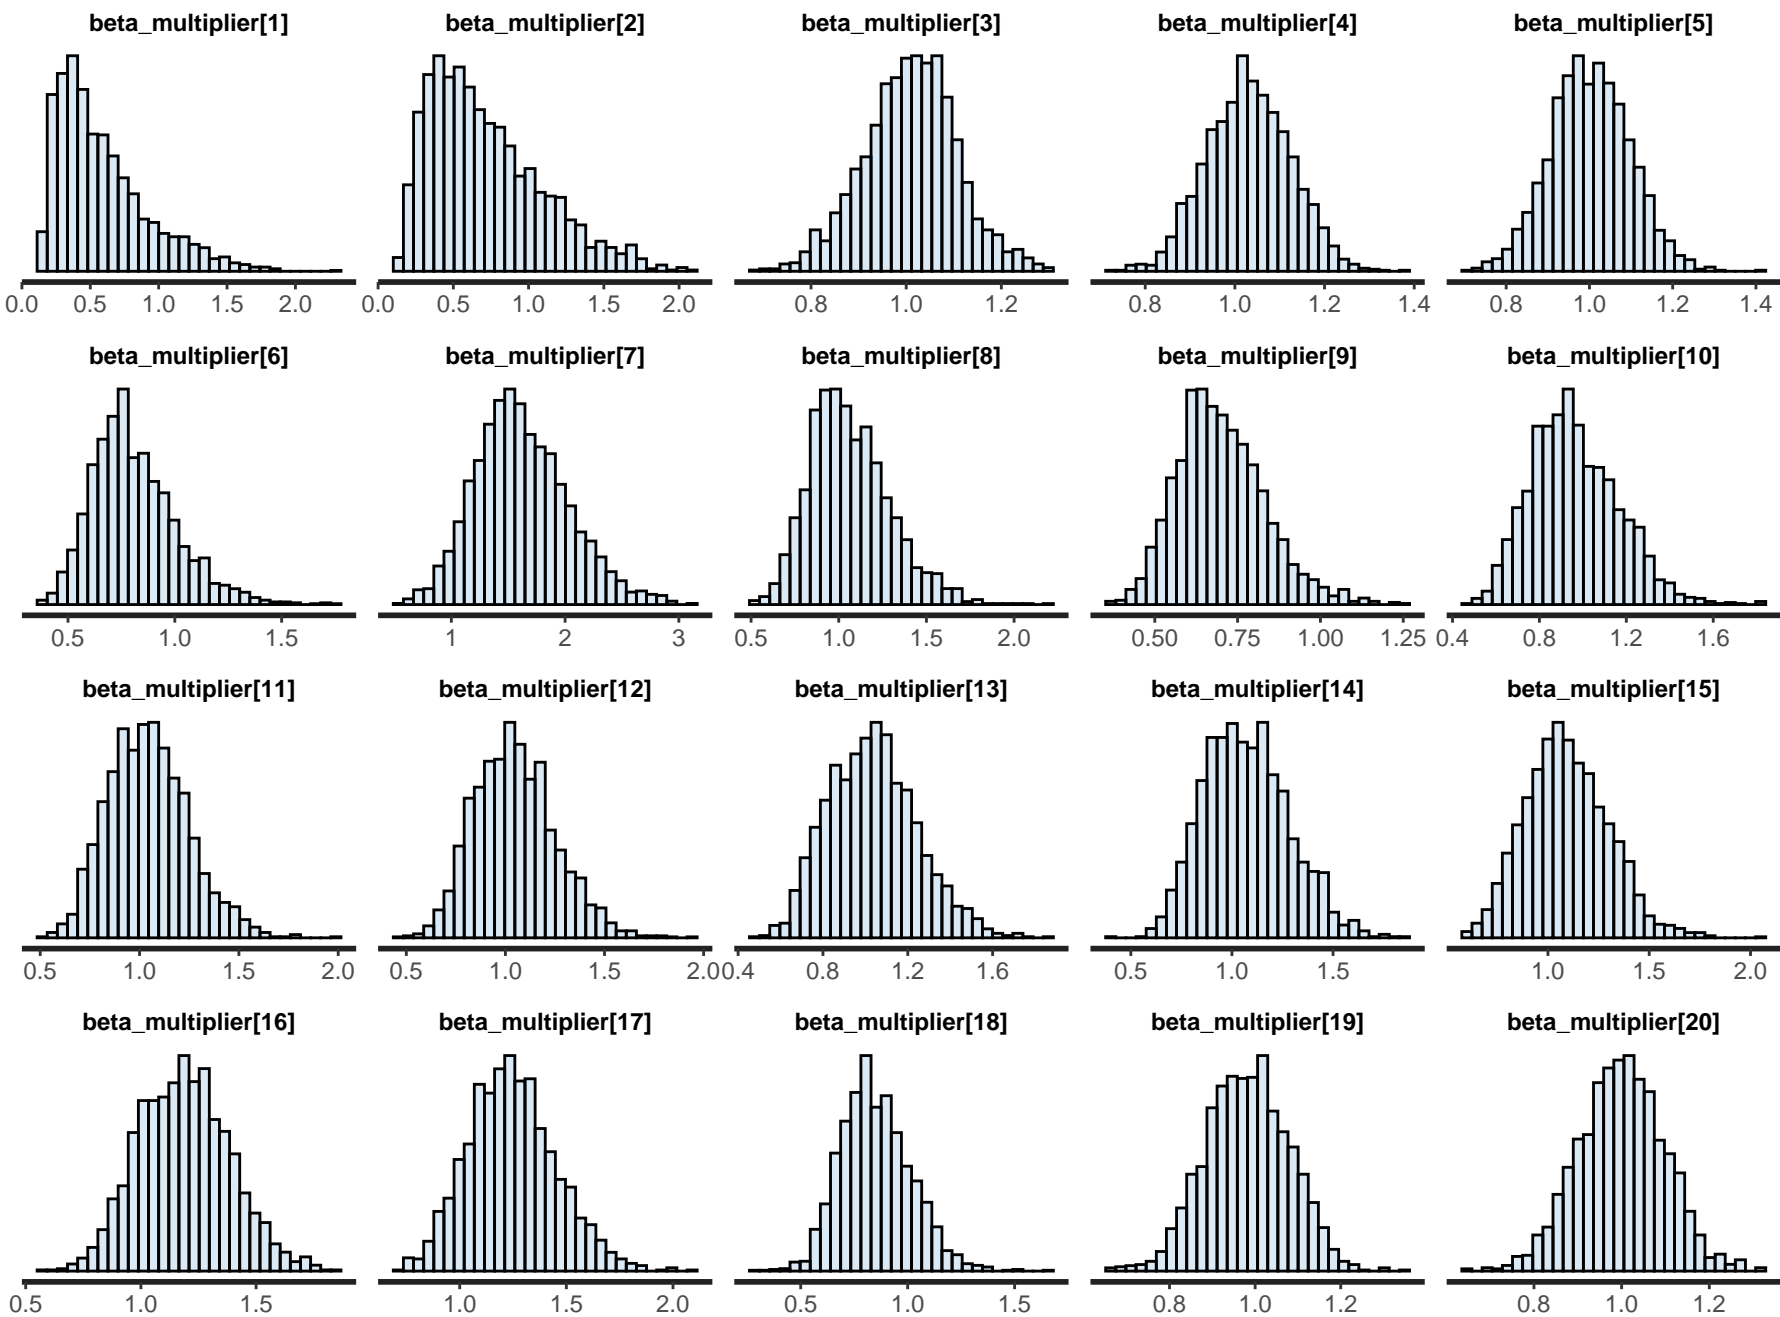 beta_multiplier[1] beta_multiplier[2] beta_multiplier[3] beta_multiplier[4] beta_multiplier[5]
0.0 0.5 1.0 1.5 2.0 0.0 0.5 1.0 1.5 2.0 0.8 1.0 1.2 0.8 1.0 1.2 1.4 0.8 1.0 1.2 1.4
beta_multiplier[6] beta_multiplier[7] beta_multiplier[8] beta_multiplier[9] beta_multiplier[10]
0.5 1.0 1.5 1 2 3 0.5 1.0 1.5 2.0 0.50 0.75 1.00 1.25 0.4 0.8 1.2 1.6
beta_multiplier[11] beta_multiplier[12] beta_multiplier[13] beta_multiplier[14] beta_multiplier[15]
0.5 1.0 1.5 2.0 0.5 1.0 1.5 2.0 0.4 0.8 1.2 1.6 0.5 1.0 1.5 1.0 1.5 2.0
beta_multiplier[16] beta_multiplier[17] beta_multiplier[18] beta_multiplier[19] beta_multiplier[20]
0.5 1.0 1.5 1.0 1.5 2.0 0.5 1.0 1.5 0.8 1.0 1.2 0.8 1.0 1.2